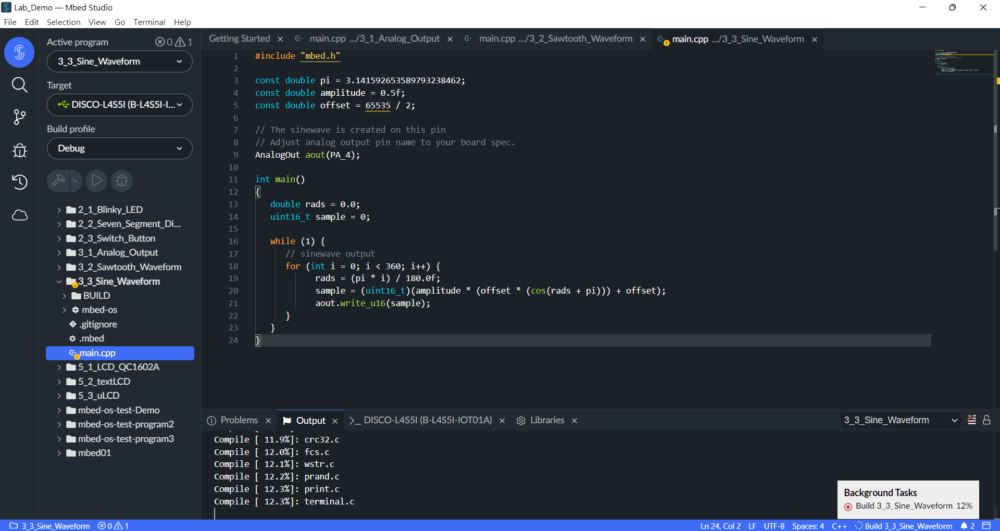 Lab_Demo — Mbed Studio
File Edit Selection View Go Terminal Help
Active program 0 1
3_3_Sine_Waveform
Target
DISCO-L4S5I (B-L4S5I-I...
Build profile
Debug
2_1_Blinky_LED
2_2_Seven_Segment_Di...
2_3_Switch_Button
3_1_Analog_Output
3_2_Sawtooth_Waveform
3_3_Sine_Waveform
BUILD
mbed-os
.gitignore
.mbed
main.cpp
5_1_LCD_QC1602A
5_2_textLCD
5_3_uLCD
mbed-os-test-Demo
mbed-os-test-program2
mbed-os-test-program3
mbed01
Getting Started main.cpp .../3_1_Analog_Output main.cpp .../3_2_Sawtooth_Waveform main.cpp .../3_3_Sine_Waveform
1 #include "mbed.h"
2
3 const double pi = 3.141592653589793238462;
4 const double amplitude = 0.5f;
5 const double offset = 65535 / 2;
6
7 // The sinewave is created on this pin
8 // Adjust analog output pin name to your board spec.
9 AnalogOut aout(PA_4);
10
11 int main()
12 {
13 double rads = 0.0;
14 uint16_t sample = 0;
15
16 while (1) {
17 // sinewave output
18 for (int i = 0; i < 360; i++) {
19 rads = (pi * i) / 180.0f;
20 sample = (uint16_t)(amplitude * (offset * (cos(rads + pi))) + offset);
21 aout.write_u16(sample);
22 }
23 }
24 }
Problems Output DISCO-L4S5I (B-L4S5I-IOT01A) Libraries 3_3_Sine_Waveform
Compile [ 11.9%]: crc32.c
Compile [ 12.0%]: fcs.c
Compile [ 12.1%]: wstr.c
Compile [ 12.2%]: prand.c
Compile [ 12.3%]: print.c
Compile [ 12.3%]: terminal.c
Background Tasks
Build 3_3_Sine_Waveform 12%
3_3_Sine_Waveform 0 1 Ln 24, Col 2 LF UTF-8 Spaces: 4 C++ Build 3_3_Sine_Waveform 2